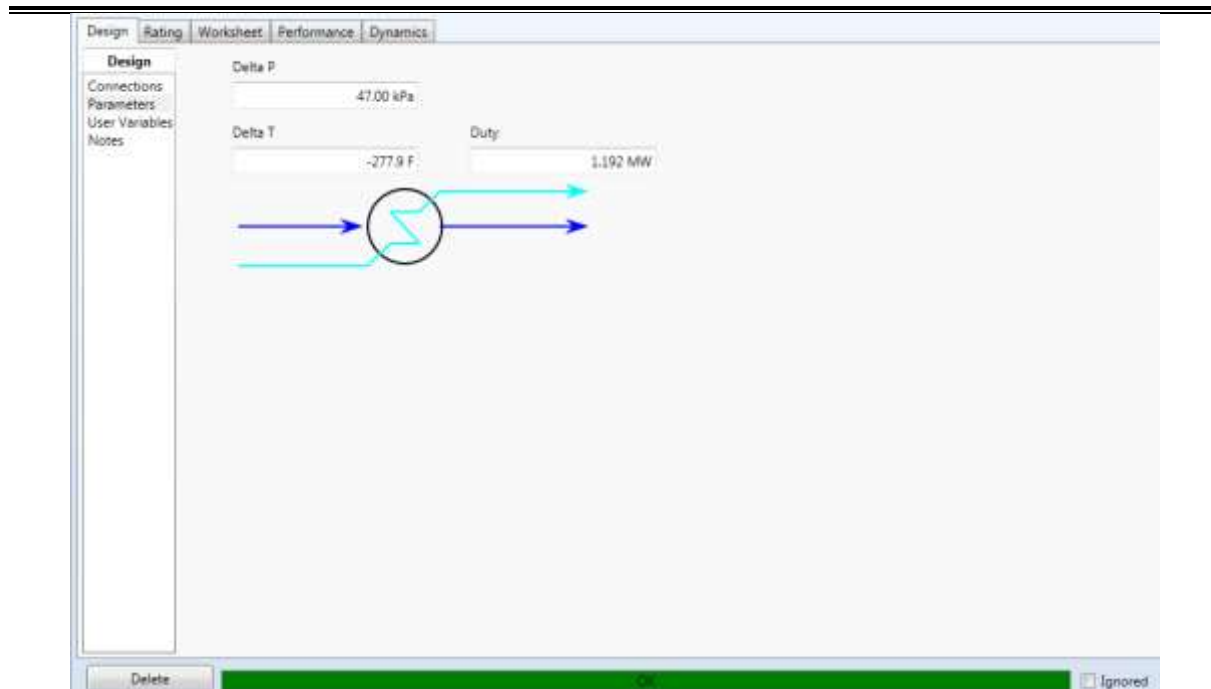 Design Rating Worksheet Performance Dynamics
Design
Connections
Parameters
User Variables
Notes
Delta P
47.00 kPa
Delta T Duty
-277.9 F 1.192 MW
Delete OK Ignored